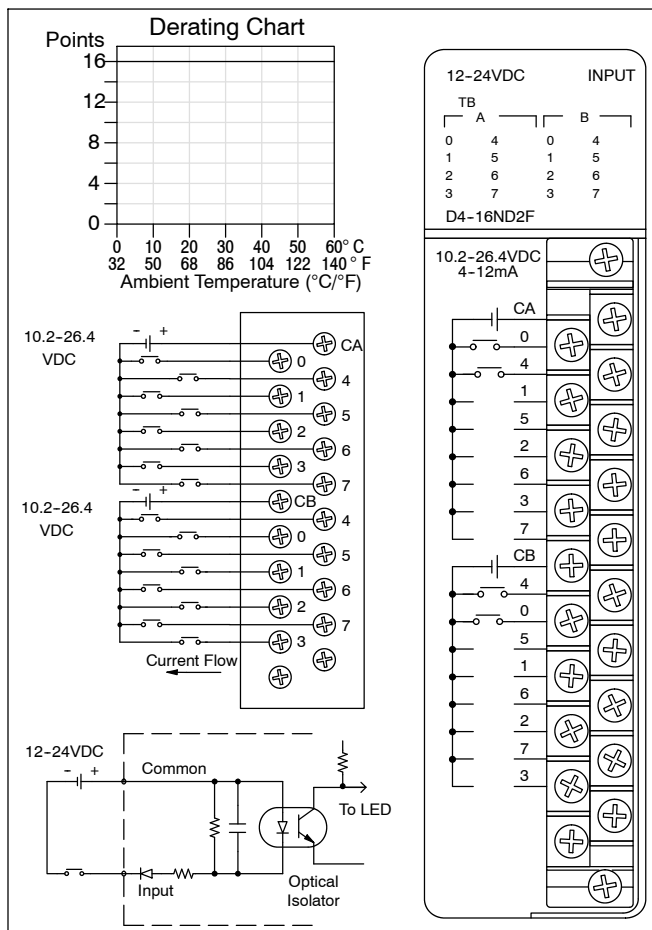 Derating Chart
Points
16
12
8
4
0
0 10 20 30 40 50 60°C
32 50 68 86 104 122 140°F
Ambient Temperature (°C/°F)
10.2-26.4
VDC
- +
CA
0
4
1
5
2
6
3
7
10.2-26.4
VDC
- +
CB
4
0
5
1
6
2
7
3
Current Flow
12-24VDC
- +
Common
To LED
Input
Optical
Isolator
12-24VDC INPUT
TB
A B
0 4 0 4
1 5 1 5
2 6 2 6
3 7 3 7
D4-16ND2F
10.2-26.4VDC
4-12mA
CA
0
4
1
5
2
6
3
7
CB
4
0
5
1
6
2
7
3